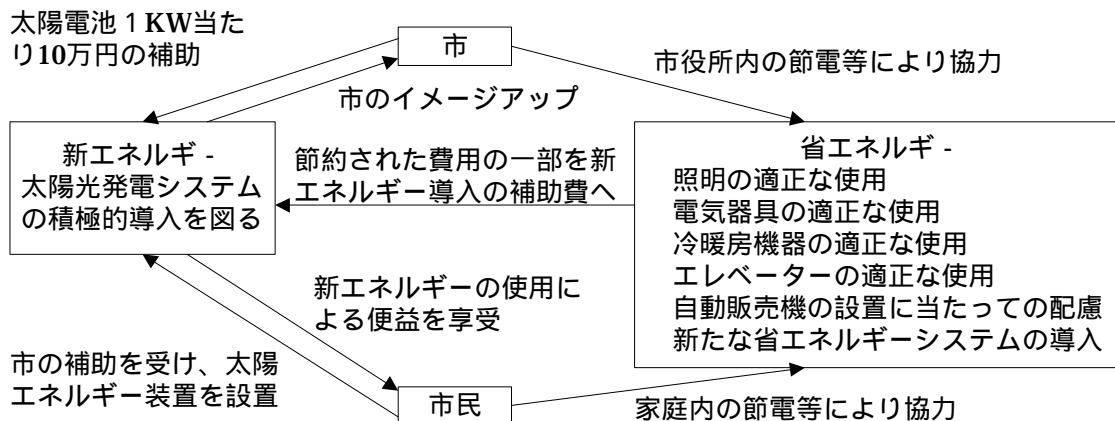 太陽電池１KW当た
り10万円の補助
市
市役所内の節電等により協力
市のイメージアップ
新エネルギ-
太陽光発電システム
の積極的導入を図る
節約された費用の一部を新
エネルギー導入の補助費へ
省エネルギ-
照明の適正な使用
電気器具の適正な使用
冷暖房機器の適正な使用
エレベーターの適正な使用
自動販売機の設置に当たっての配慮
新たな省エネルギーシステムの導入
新エネルギーの使用に
よる便益を享受
市の補助を受け、太陽
エネルギー装置を設置
市民
家庭内の節電等により協力